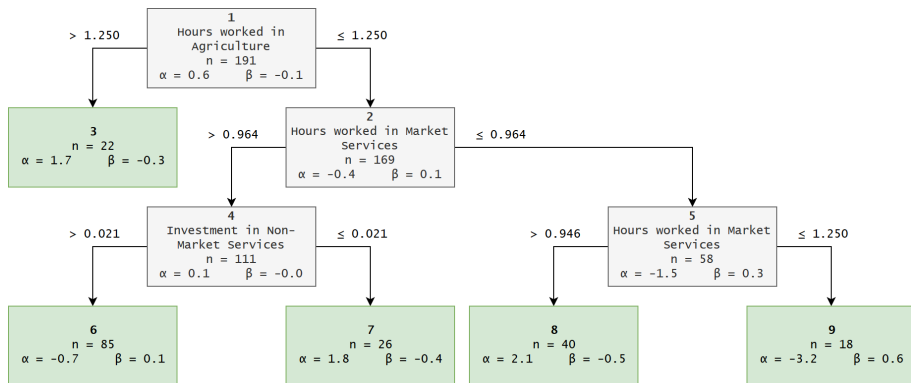 1
Hours worked in
Agriculture
n = 191
α = 0.6 β = -0.1
> 1.250
≤ 1.250
3
n = 22
α = 1.7 β = -0.3
2
Hours worked in Market
Services
n = 169
α = -0.4 β = 0.1
> 0.964
≤ 0.964
4
Investment in Non-
Market Services
n = 111
α = 0.1 β = -0.0
5
Hours worked in Market
Services
n = 58
α = -1.5 β = 0.3
> 0.021
≤ 0.021
> 0.946
≤ 1.250
6
n = 85
α = -0.7 β = 0.1
7
n = 26
α = 1.8 β = -0.4
8
n = 40
α = 2.1 β = -0.5
9
n = 18
α = -3.2 β = 0.6